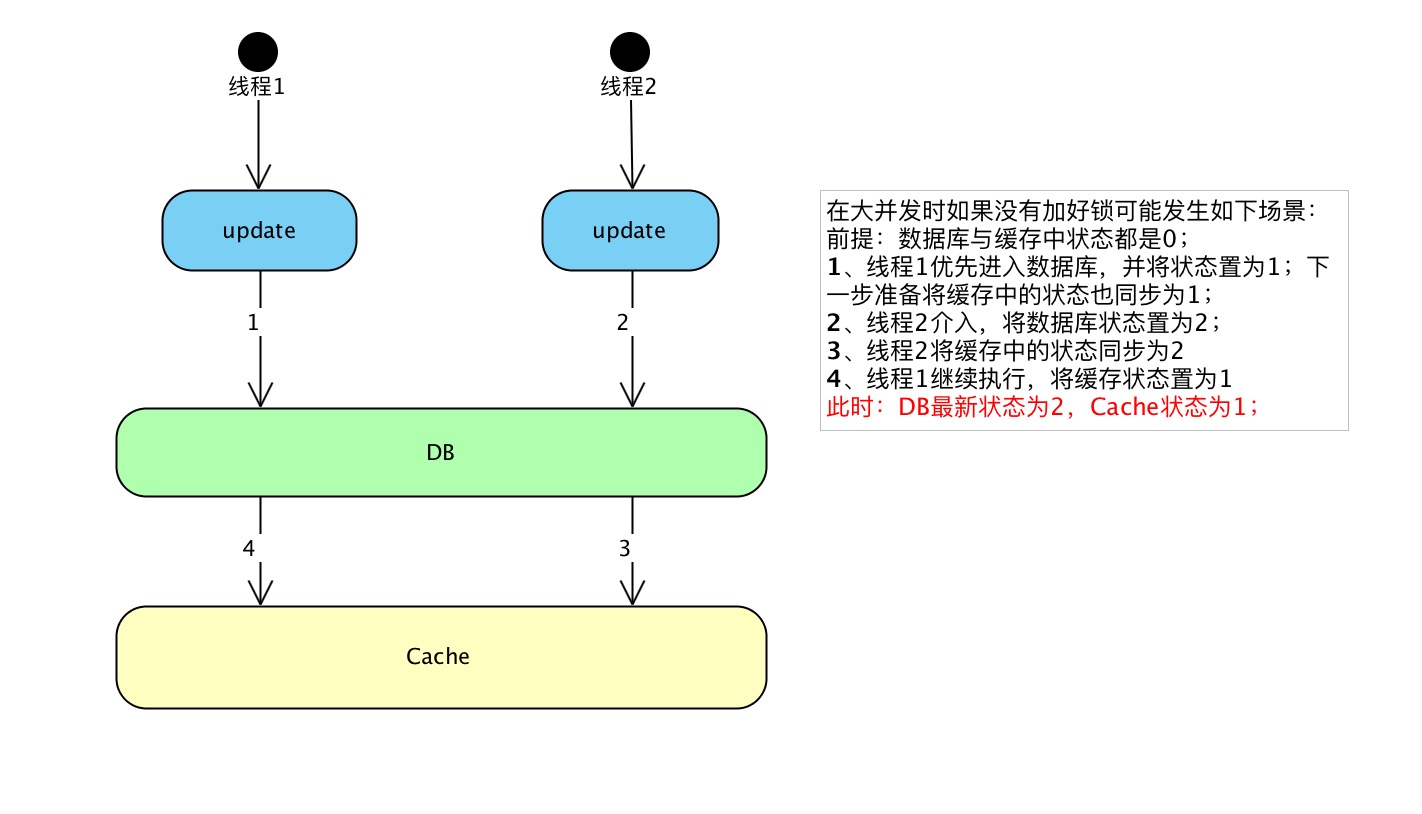 线程1
线程2
update
update
1
2
DB
4
3
Cache
在大并发时如果没有加好锁可能发生如下场景：
前提：数据库与缓存中状态都是0；
1、线程1优先进入数据库，并将状态置为1；下
一步准备将缓存中的状态也同步为1；
2、线程2介入，将数据库状态置为2；
3、线程2将缓存中的状态同步为2
4、线程1继续执行，将缓存状态置为1
此时：DB最新状态为2，Cache状态为1；